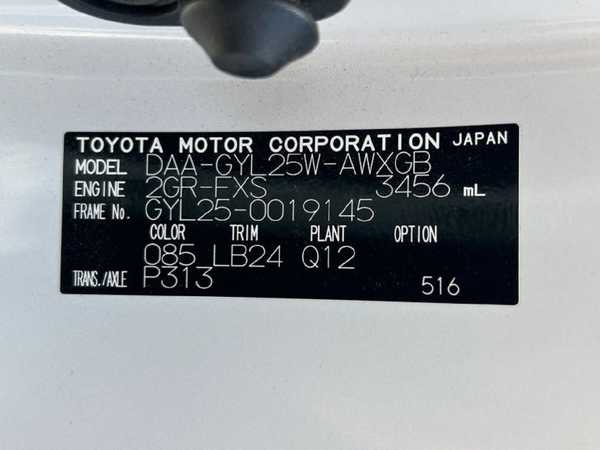 TOYOTA MOTOR CORPORATION JAPAN
MODEL DAA-GYL25W-AWXGB
ENGINE 2GR-FXS 3456 mL
FRAME No. GYL25-0019145
COLOR TRIM PLANT OPTION
085 LB24 Q12
TRANS./AXLE P313 516